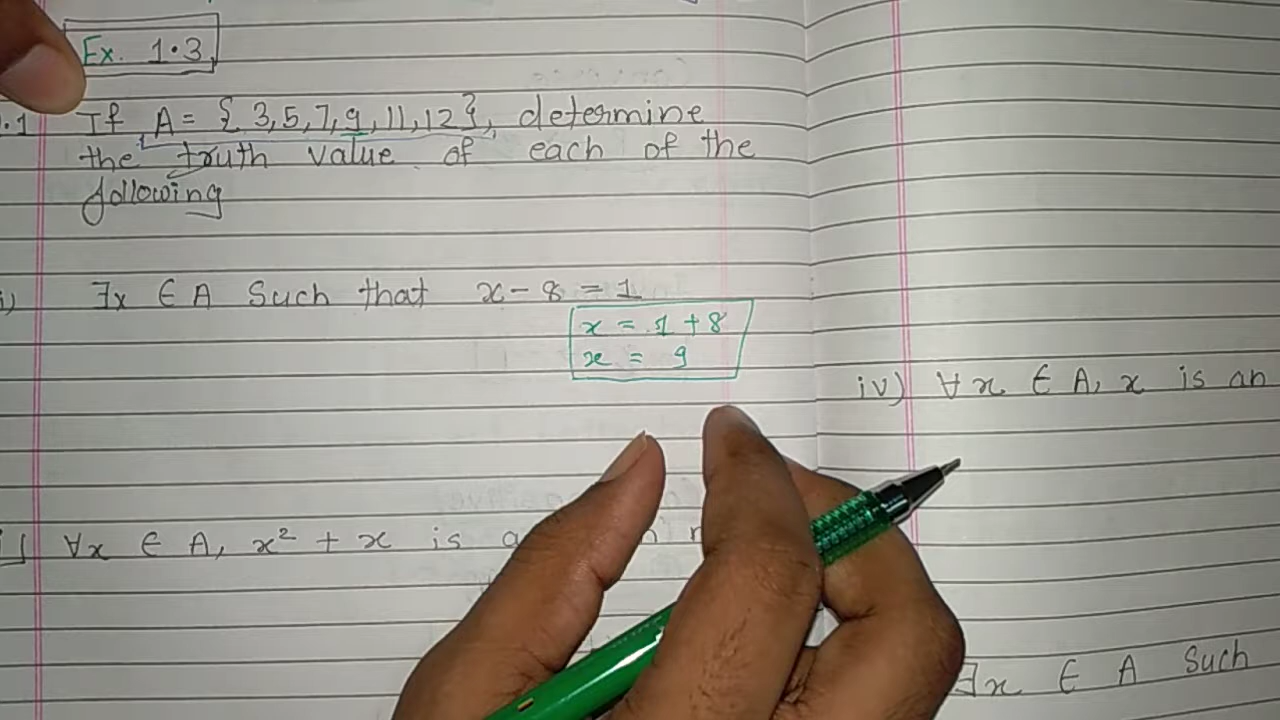 Ex. 1.3
.1 If A = {3,5,7,9,11,12}, determine
the truth value of each of the
following
i) ∃x ∈ A Such that x - 8 = 1
x = 1 + 8
x = 9
iv) ∀x ∈ A, x is an
∀x ∈ A, x² + x is
∃x ∈ A Such